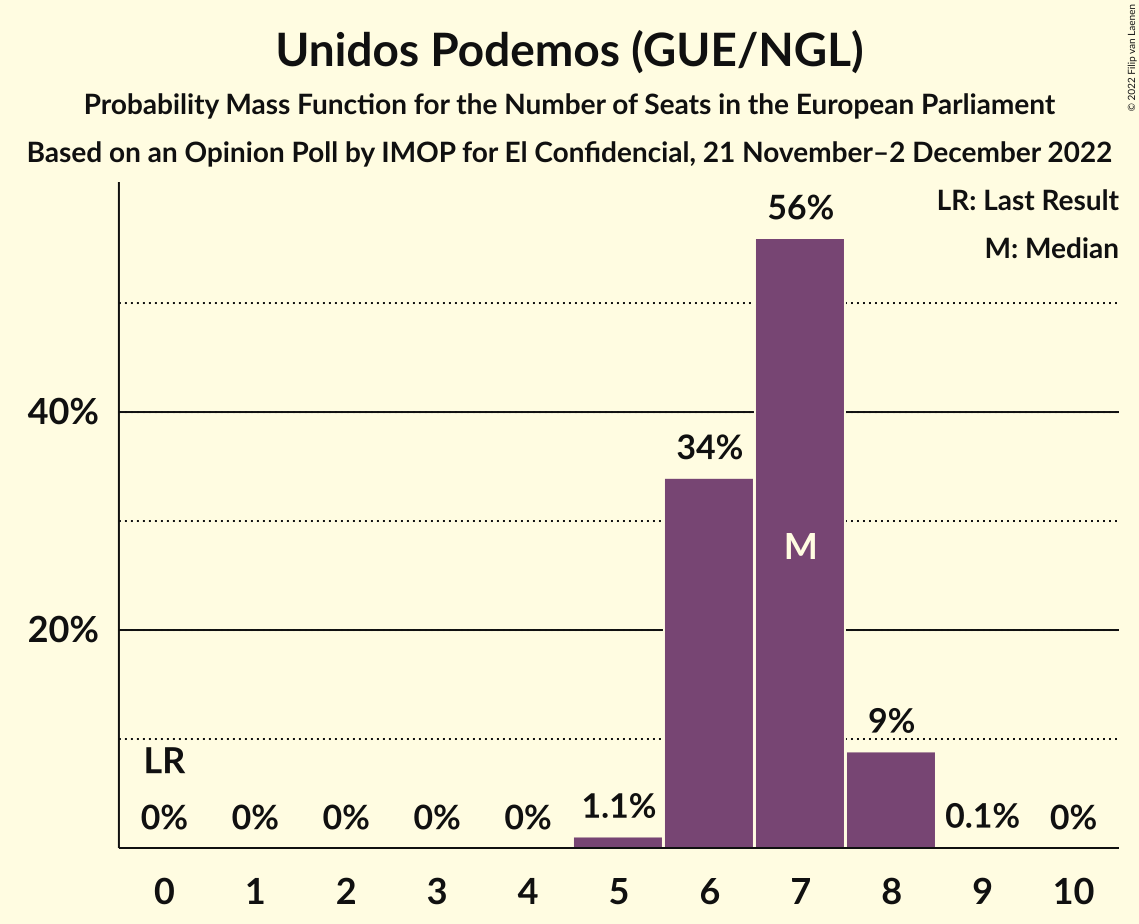 Unidos Podemos (GUE/NGL)
Probability Mass Function for the Number of Seats in the European Parliament
Based on an Opinion Poll by IMOP for El Confidencial, 21 November–2 December 2022
© 2022 Filip van Laenen
LR: Last Result
M: Median
56%
40%
34%
M
20%
9%
LR
0% 0% 0% 0% 0% 1.1% 0.1% 0%
0 1 2 3 4 5 6 7 8 9 10